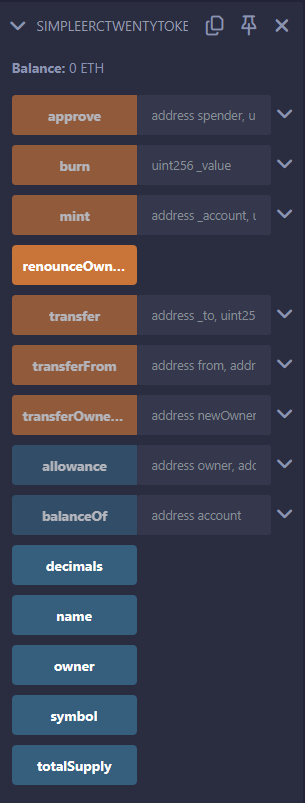 SIMPLEERCTWENTYTOKE
Balance: 0 ETH
approve address spender, u
burn uint256 _value
mint address _account, u
renounceOwn...
transfer address _to, uint25
transferFrom address from, addr
transferOwne... address newOwner
allowance address owner, adc
balanceOf address account
decimals
name
owner
symbol
totalSupply